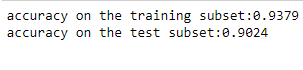 accuracy on the training subset:0.9379
accuracy on the test subset:0.9024